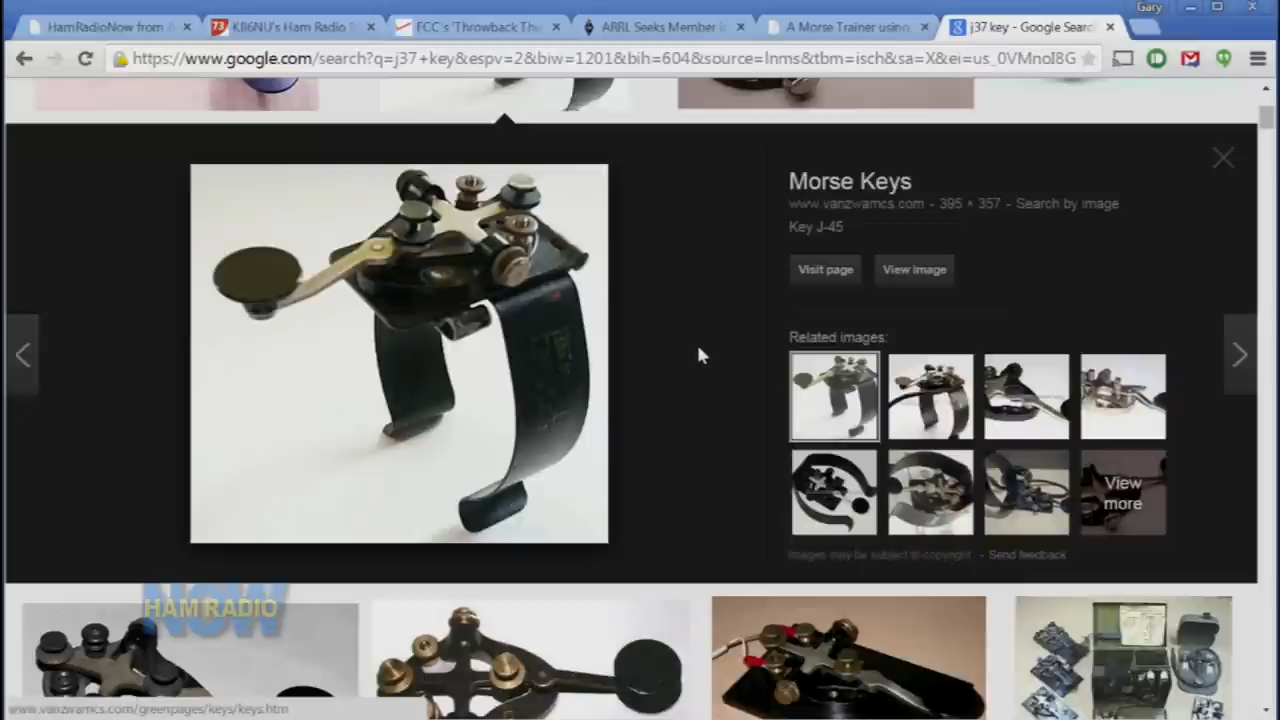 Gary
HamRadioNow from A
KB6NU's Ham Radio
FCC's 'Throwback Thu
ARRL Seeks Member i
A Morse Trainer using
j37 key - Google Searc
https://www.google.com/search?q=j37+key&espv=2&biw=1201&bih=604&source=lnms&tbm=isch&sa=X&ei=us_0VMnoI8G
Morse Keys
www.vanzwamcs.com - 395 × 357 - Search by image
Key J-45
Visit page
View image
Related images:
View
more
Images may be subject to copyright. - Send feedback
HAM RADIO
NOW
www.vanzwamcs.com/greenpages/keys/keys.htm